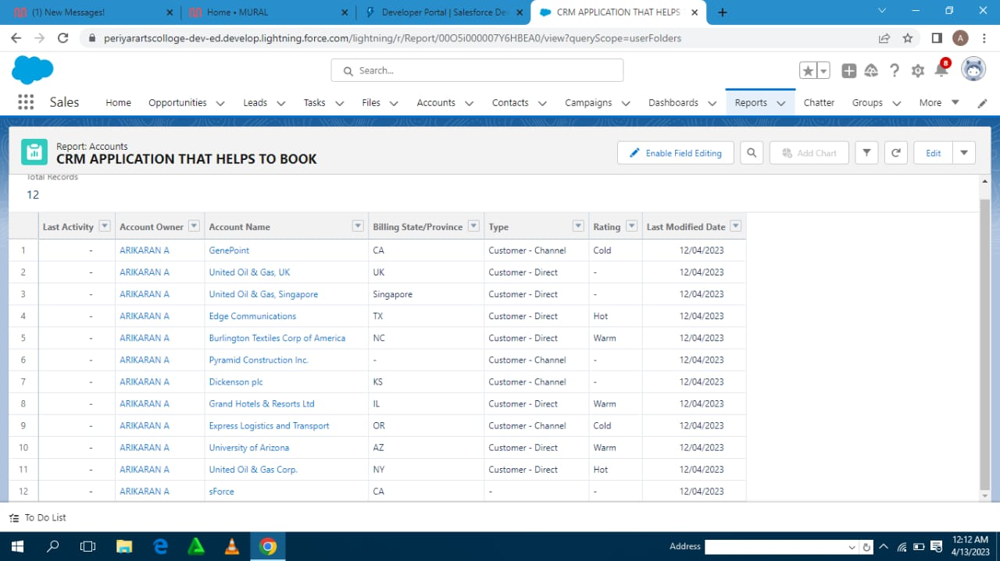 (1) New Messages!
Home • MURAL
Developer Portal | Salesforce De
CRM APPLICATION THAT HELPS
periyarartscolloge-dev-ed.develop.lightning.force.com/lightning/r/Report/00O5i000007Y6HBEA0/view?queryScope=userFolders
A
Search...
8
Sales Home Opportunities Leads Tasks Files Accounts Contacts Campaigns Dashboards Reports Chatter Groups More
Report: Accounts
CRM APPLICATION THAT HELPS TO BOOK
Enable Field Editing Add Chart Edit
Total Records
12
Last Activity Account Owner Account Name Billing State/Province Type Rating Last Modified Date
1 - ARIKARAN A GenePoint CA Customer - Channel Cold 12/04/2023
2 - ARIKARAN A United Oil & Gas, UK UK Customer - Direct - 12/04/2023
3 - ARIKARAN A United Oil & Gas, Singapore Singapore Customer - Direct - 12/04/2023
4 - ARIKARAN A Edge Communications TX Customer - Direct Hot 12/04/2023
5 - ARIKARAN A Burlington Textiles Corp of America NC Customer - Direct Warm 12/04/2023
6 - ARIKARAN A Pyramid Construction Inc. - Customer - Channel - 12/04/2023
7 - ARIKARAN A Dickenson plc KS Customer - Channel - 12/04/2023
8 - ARIKARAN A Grand Hotels & Resorts Ltd IL Customer - Direct Warm 12/04/2023
9 - ARIKARAN A Express Logistics and Transport OR Customer - Channel Cold 12/04/2023
10 - ARIKARAN A University of Arizona AZ Customer - Direct Warm 12/04/2023
11 - ARIKARAN A United Oil & Gas Corp. NY Customer - Direct Hot 12/04/2023
12 - ARIKARAN A sForce CA - - 12/04/2023
To Do List
Address
12:12 AM
4/13/2023